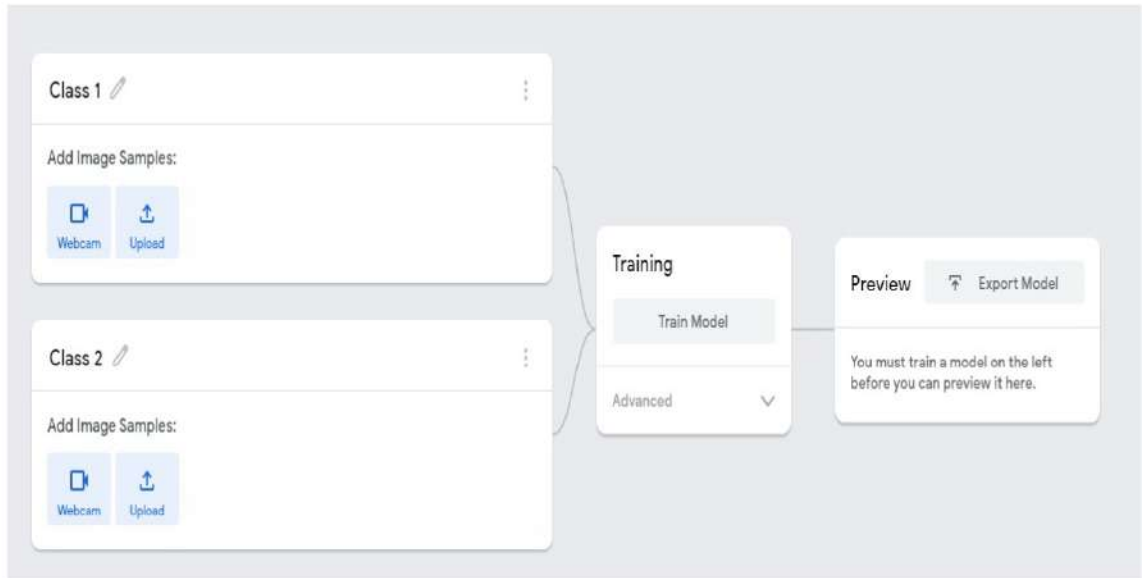 Class 1
Add Image Samples:
Webcam
Upload
Class 2
Add Image Samples:
Webcam
Upload
Training
Train Model
Advanced
Preview
Export Model
You must train a model on the left
before you can preview it here.